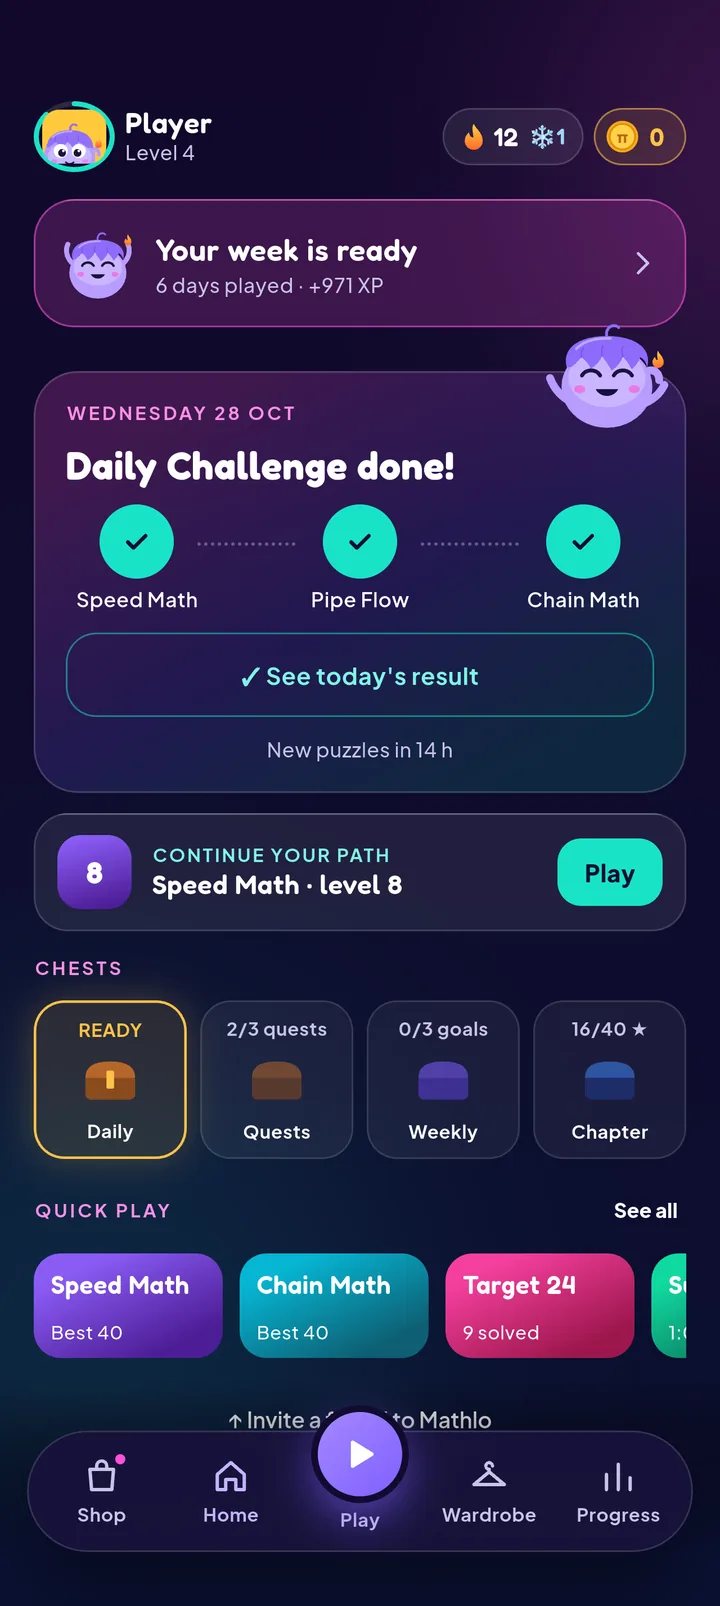 Player
Level 4
12
1
π
0
Your week is ready
6 days played · +971 XP
WEDNESDAY 28 OCT
Daily Challenge done!
Speed Math
Pipe Flow
Chain Math
✓ See today's result
New puzzles in 14 h
8
CONTINUE YOUR PATH
Speed Math · level 8
Play
CHESTS
READY
2/3 quests
0/3 goals
16/40 ★
Daily
Quests
Weekly
Chapter
QUICK PLAY
See all
Speed Math
Chain Math
Target 24
Best 40
Best 40
9 solved
↑ Invite a to Mathlo
Shop
Home
Play
Wardrobe
Progress